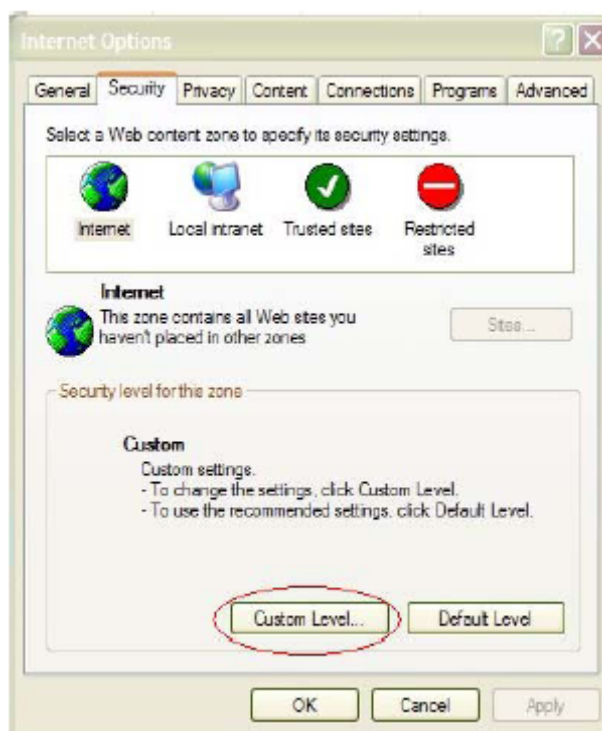 Internet Options
General Security Privacy Content Connections Programs Advanced
Select a Web content zone to specify its security settings.
Internet Local intranet Trusted sites Restricted sites
Internet
This zone contains all Web sites you
haven't placed in other zones
Sites...
Security level for this zone
Custom
Custom settings.
- To change the settings, click Custom Level.
- To use the recommended settings, click Default Level.
Custom Level... Default Level
OK Cancel Apply